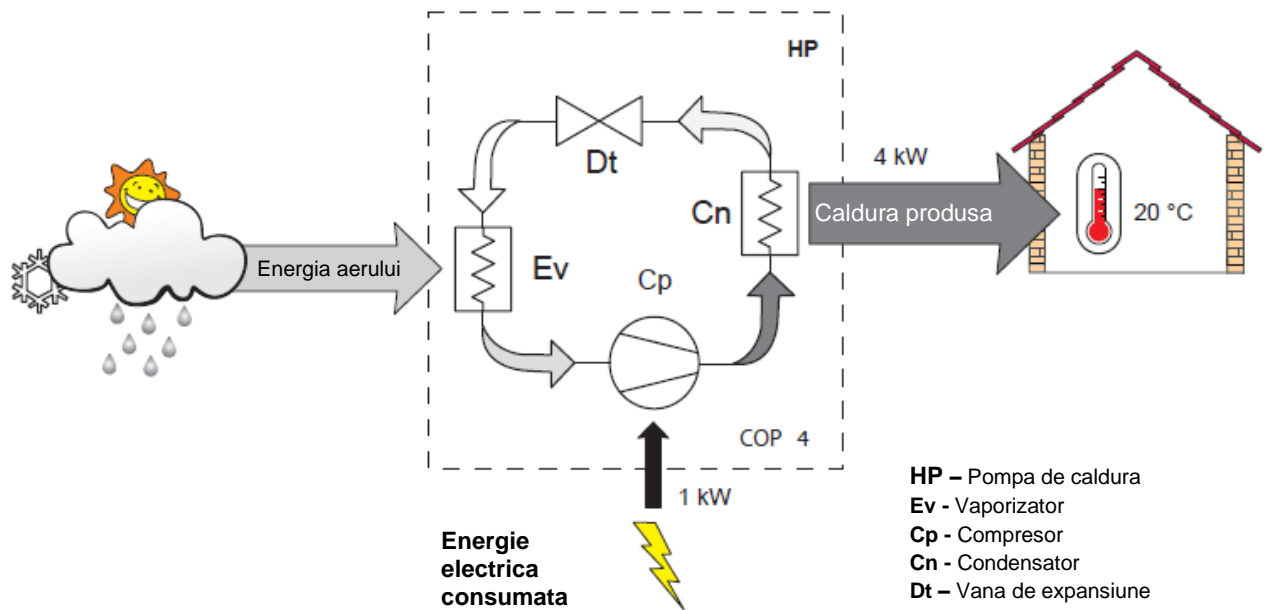 HP
Dt
4 kW
Cn
Caldura produsa
20 °C
Energia aerului
Ev
Cp
COP 4
1 kW
Energie
electrica
consumata
HP – Pompa de caldura
Ev - Vaporizator
Cp - Compresor
Cn - Condensator
Dt – Vana de expansiune